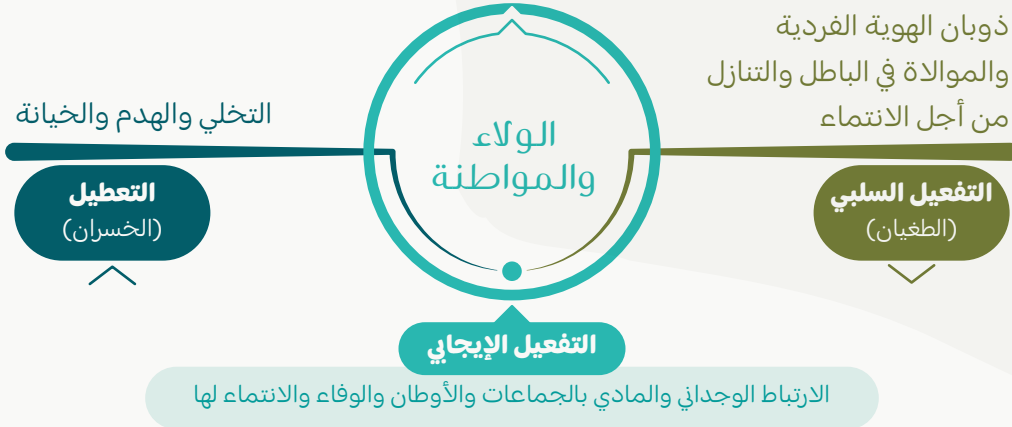 ذوبان الهوية الفردية
والموالاة في الباطل والتنازل
من أجل الانتماء
التفعيل السلبي
(الطغيان)
الولاء
والمواطنة
التخلي والهدم والخيانة
التعطيل
(الخسران)
التفعيل الإيجابي
الارتباط الوجداني والمادي بالجماعات والأوطان والوفاء والانتماء لها